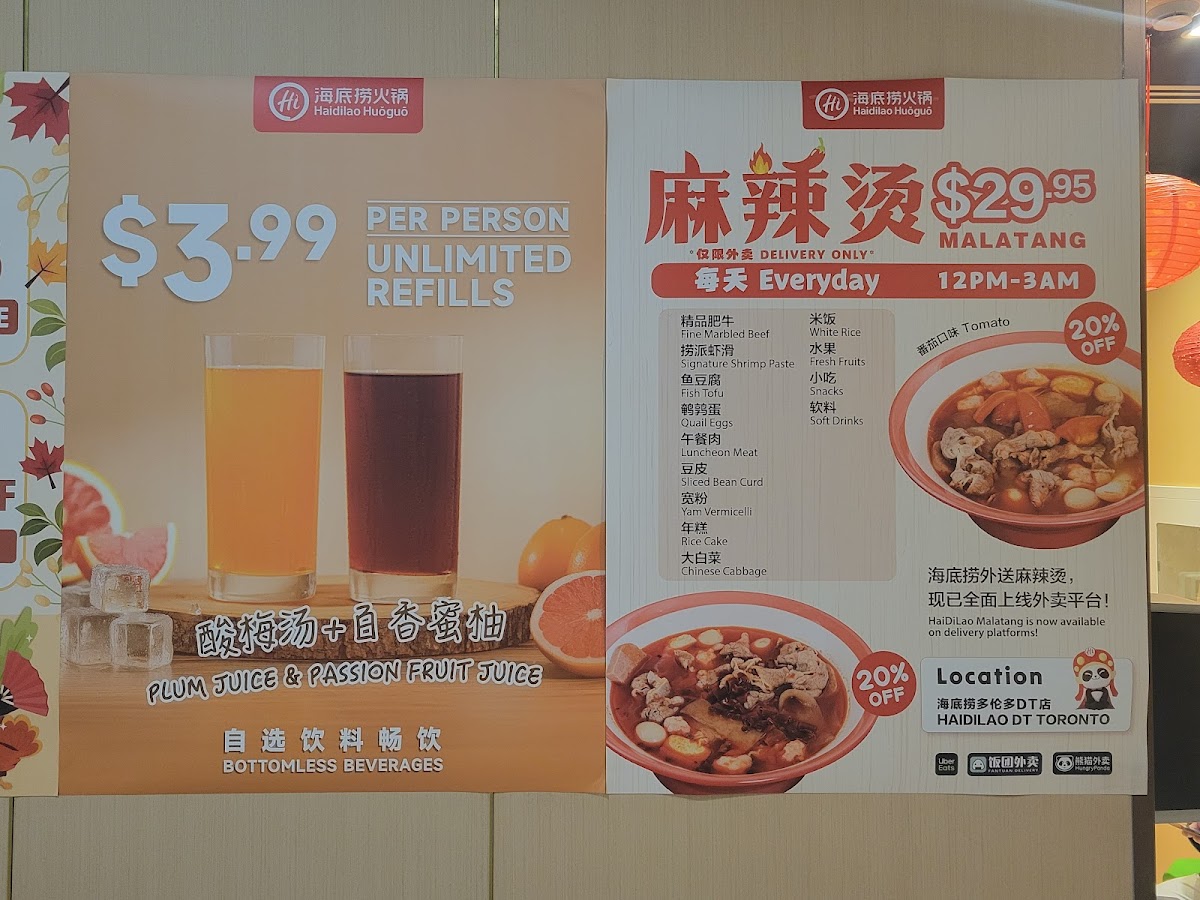 E
F
Hi 海底捞火锅
Haidilao Huǒguō
$3.99
PER PERSON
UNLIMITED
REFILLS
酸梅汤+百香蜜柚
PLUM JUICE & PASSION FRUIT JUICE
自选饮料畅饮
BOTTOMLESS BEVERAGES
Hi 海底捞火锅
Haidilao Huǒguō
麻辣烫 $29.95
MALATANG
*仅限外卖 DELIVERY ONLY*
每天 Everyday 12PM-3AM
精品肥牛
Fine Marbled Beef
捞派虾滑
Signature Shrimp Paste
鱼豆腐
Fish Tofu
鹌鹑蛋
Quail Eggs
午餐肉
Luncheon Meat
豆皮
Sliced Bean Curd
宽粉
Yam Vermicelli
年糕
Rice Cake
大白菜
Chinese Cabbage
米饭
White Rice
水果
Fresh Fruits
小吃
Snacks
软料
Soft Drinks
番茄口味 Tomato
20%
OFF
20%
OFF
海底捞外送麻辣烫，
现已全面上线外卖平台！
HaiDiLao Malatang is now available
on delivery platforms!
Location
海底捞多伦多DT店
HAIDILAO DT TORONTO
Uber
Eats
饭团外卖
FANTUAN DELIVERY
熊猫外卖
HungryPanda